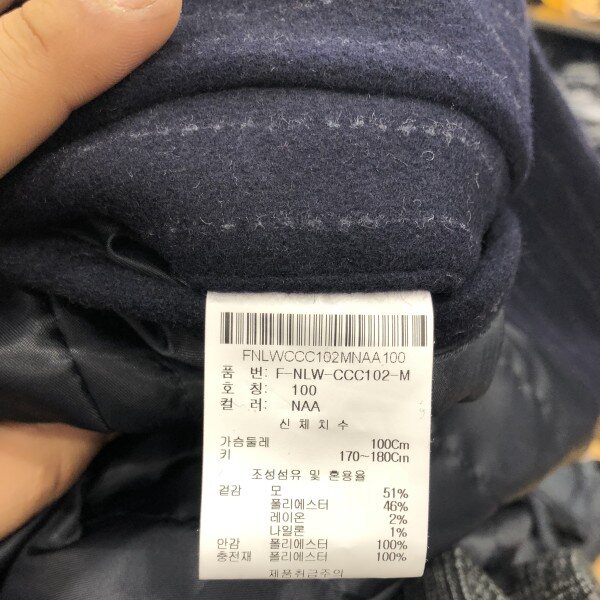 FNLWCCC102MNAA100
품 번: F-NLW-CCC102-M
호 칭: 100
컬 러: NAA
신 체 치 수
가슴둘레 100Cm
키 170~180Cm
조성섬유 및 혼용율
겉감 모 51%
폴리에스터 46%
레이온 2%
나일론 1%
안감 폴리에스터 100%
충전재 폴리에스터 100%
제품취급주의